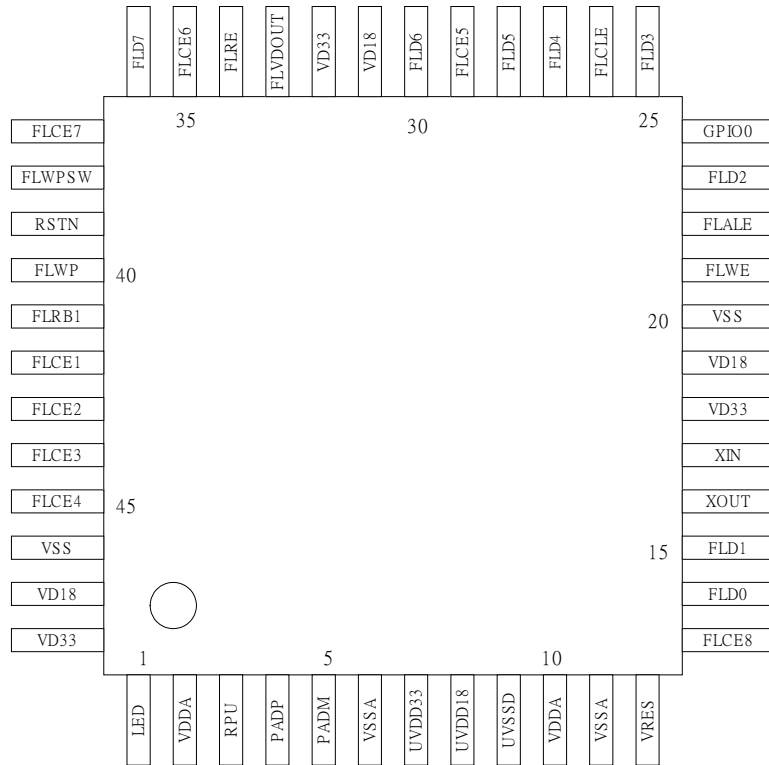 FLD7
FLCE6
FLRE
FLVDOUT
VD33
VD18
FLD6
FLCE5
FLD5
FLD4
FLCLE
FLD3
35
30
25
FLCE7
GPIO0
FLWPSW
FLD2
RSTN
FLALE
FLWP
40
FLWE
FLRB1
20
VSS
FLCE1
VD18
FLCE2
VD33
FLCE3
XIN
FLCE4
45
XOUT
VSS
15
FLD1
VD18
FLD0
VD33
FLCE8
1
5
10
LED
VDDA
RPU
PADP
PADM
VSSA
UVDD33
UVDD18
UVSSD
VDDA
VSSA
VRES